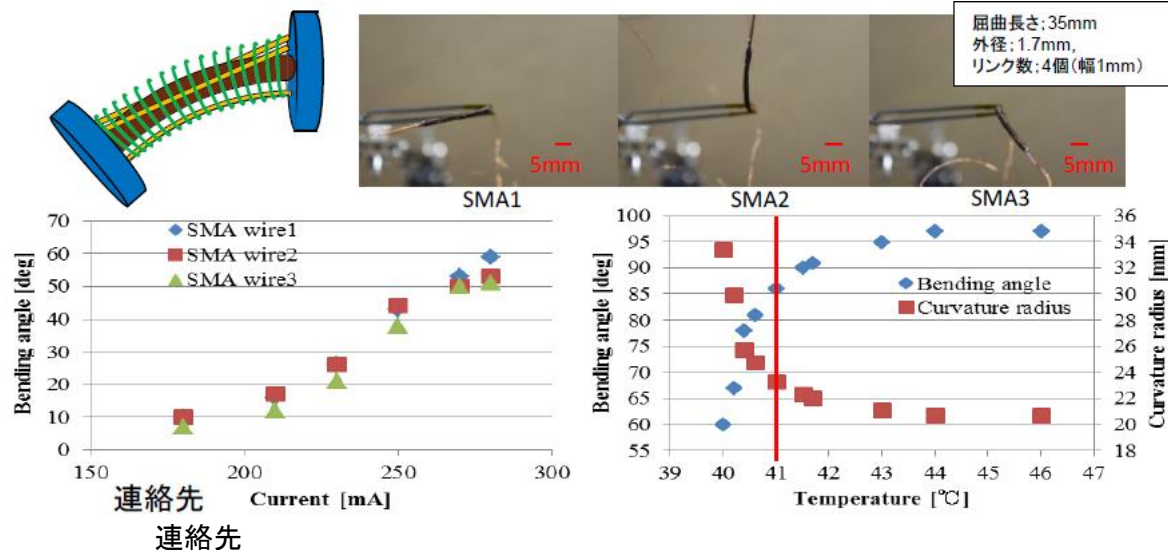 屈曲長さ;35mm
外径;1.7mm,
リンク数;4個(幅1mm)
5mm
5mm
5mm
SMA1
SMA2
SMA3
70
60
50
40
30
20
10
0
150
200
250
300
Bending angle [deg]
Current [mA]
SMA wire1
SMA wire2
SMA wire3
100
95
90
85
80
75
70
65
60
55
39
40
41
42
43
44
45
46
47
36
34
32
30
28
26
24
22
20
18
Bending angle [deg]
Temperature [℃]
Curvature radius [mm]
Bending angle
Curvature radius
連絡先
連絡先